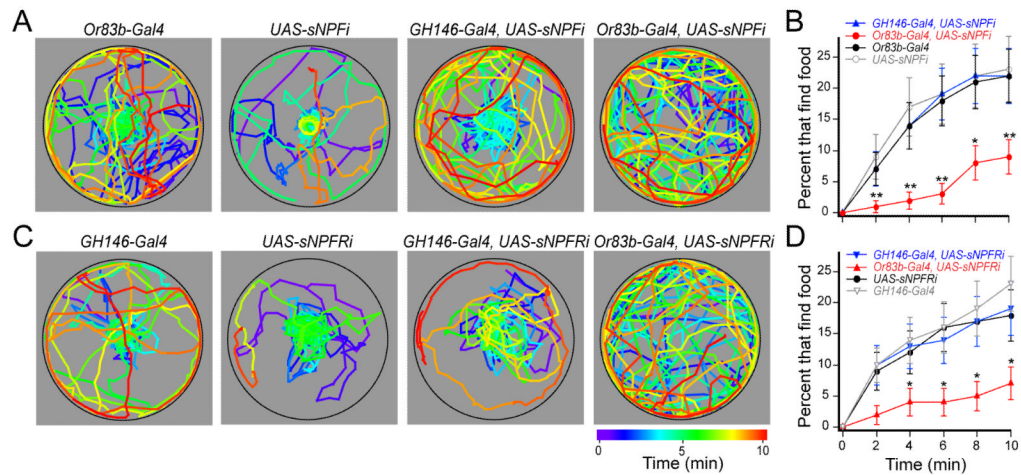 A
Or83b-Gal4
UAS-sNPFi
GH146-Gal4, UAS-sNPFi
Or83b-Gal4, UAS-sNPFi
B
GH146-Gal4, UAS-sNPFi
Or83b-Gal4, UAS-sNPFi
Or83b-Gal4
UAS-sNPFi
Percent that find food
25
20
15
10
5
0
**
**
**
*
**
C
GH146-Gal4
UAS-sNPFRi
GH146-Gal4, UAS-sNPFRi
Or83b-Gal4, UAS-sNPFRi
0
5
10
Time (min)
D
GH146-Gal4, UAS-sNPFRi
Or83b-Gal4, UAS-sNPFRi
UAS-sNPFRi
GH146-Gal4
Percent that find food
25
20
15
10
5
0
*
*
*
*
0 2 4 6 8 10
Time (min)